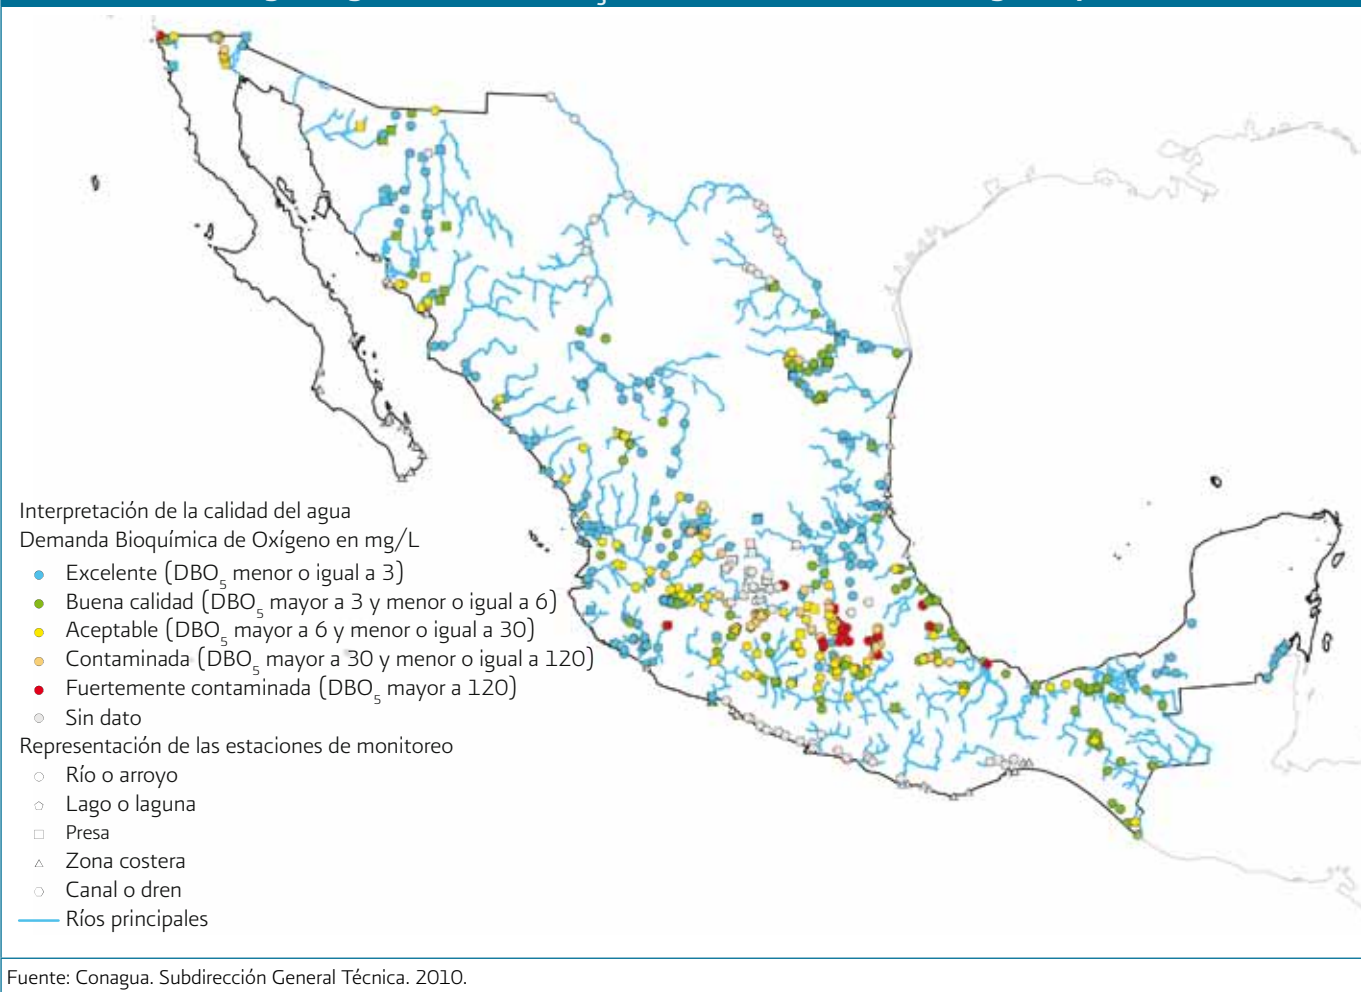 Interpretación de la calidad del agua
Demanda Bioquímica de Oxígeno en mg/L
Excelente (DBO5 menor o igual a 3)
Buena calidad (DBO5 mayor a 3 y menor o igual a 6)
Aceptable (DBO5 mayor a 6 y menor o igual a 30)
Contaminada (DBO5 mayor a 30 y menor o igual a 120)
Fuertemente contaminada (DBO5 mayor a 120)
Sin dato
Representación de las estaciones de monitoreo
Río o arroyo
Lago o laguna
Presa
Zona costera
Canal o dren
Ríos principales
Fuente: Conagua. Subdirección General Técnica. 2010.